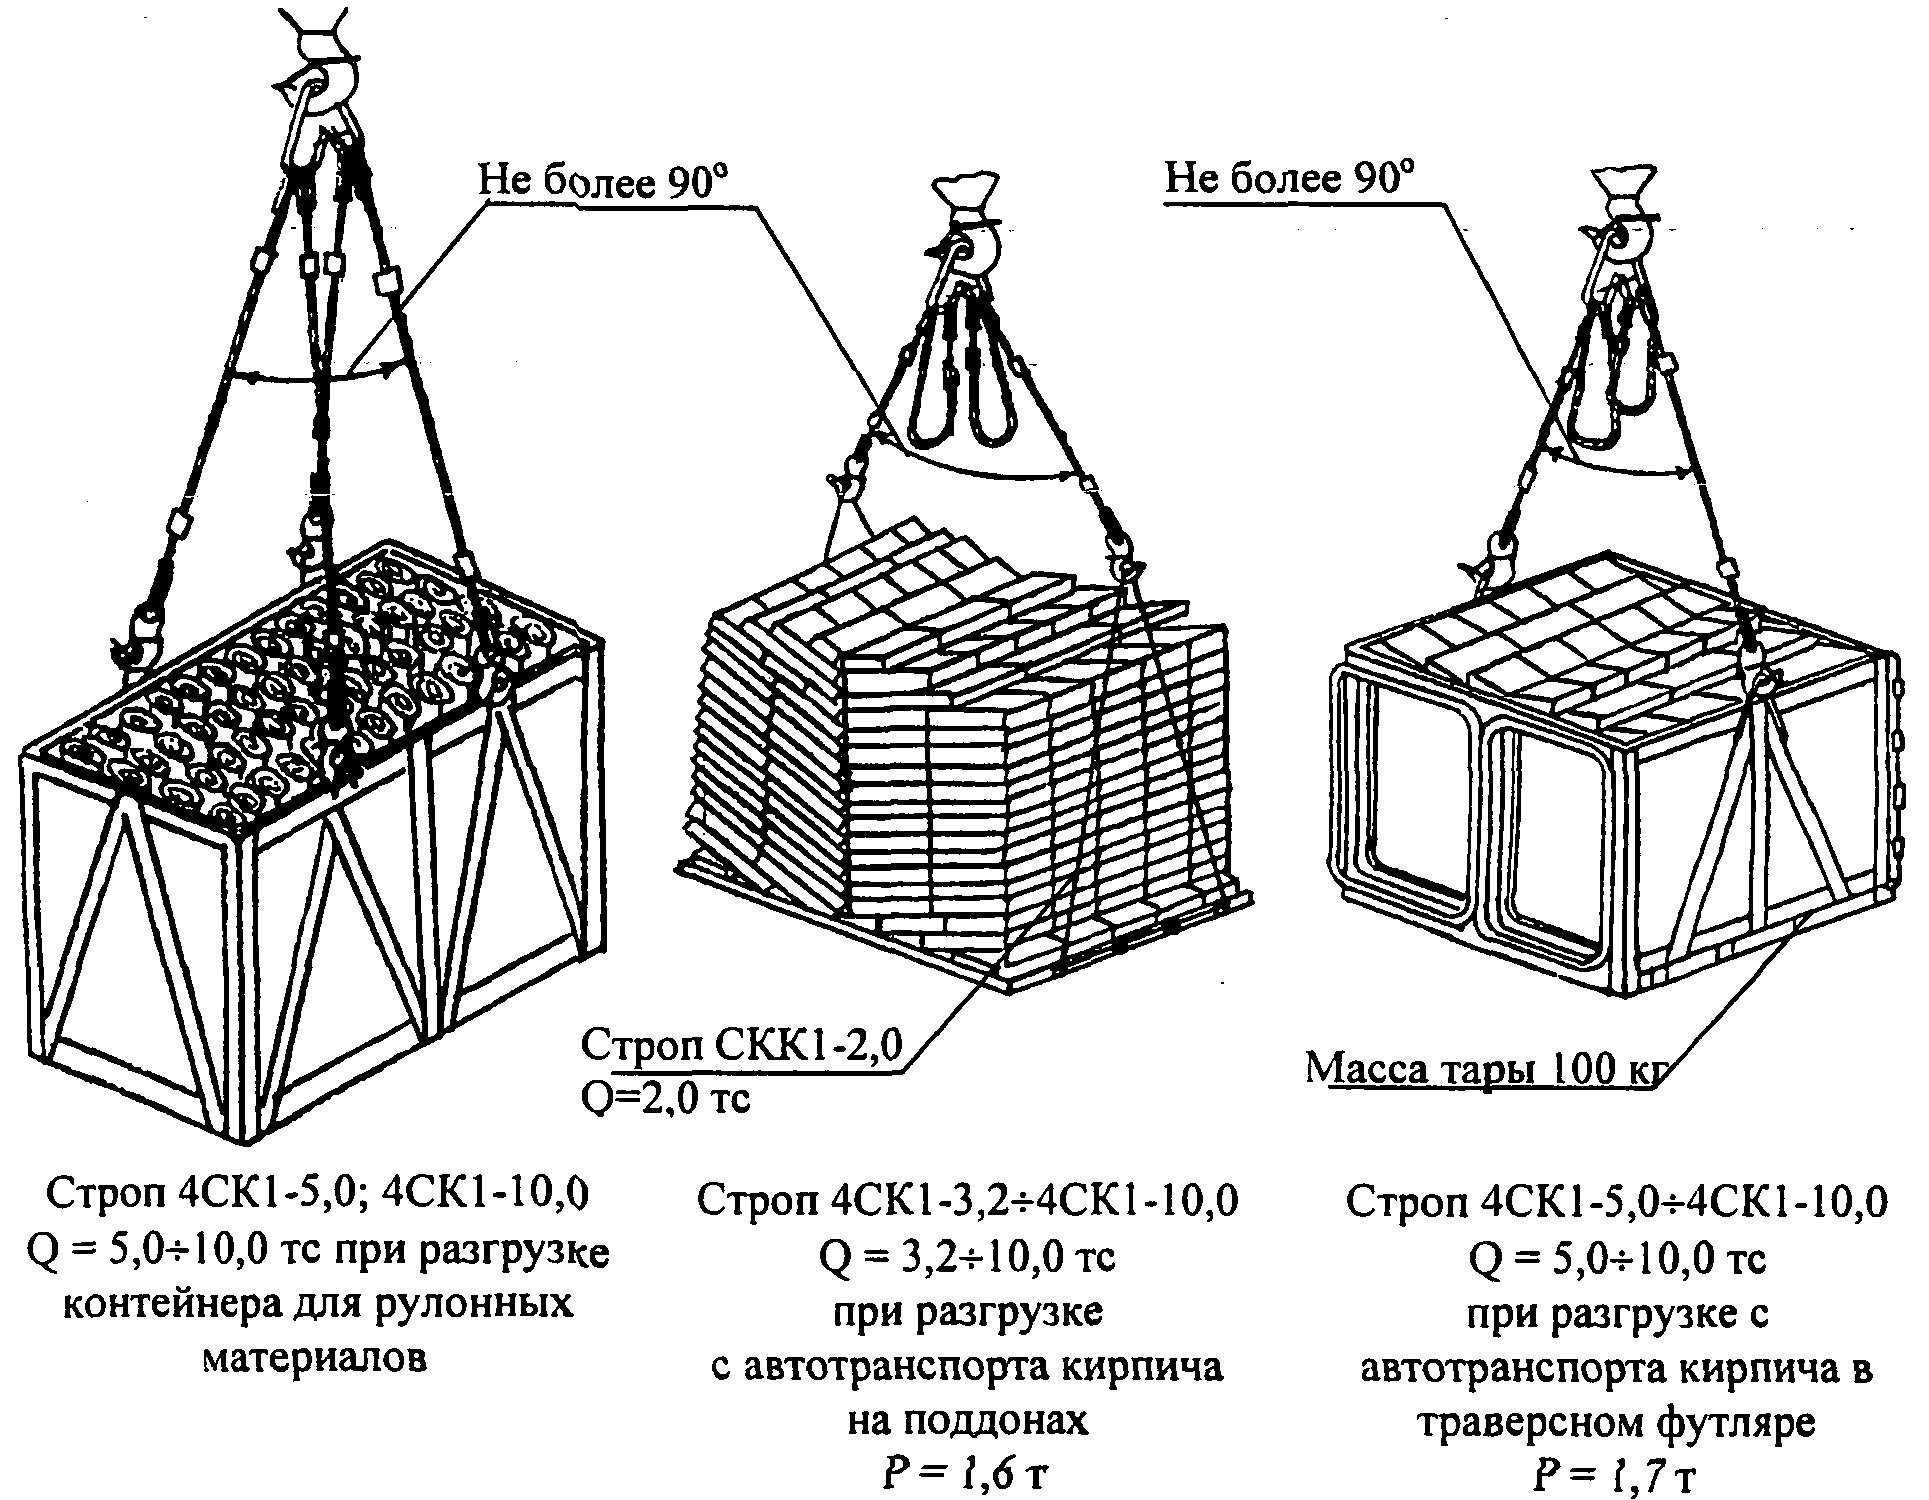 Не более 90°
Не более 90°
Строп СКК1-2,0
Q=2,0 тс
Масса тары 100 кг
Строп 4СК1-5,0; 4СК1-10,0
Q = 5,0÷10,0 тс при разгрузке
контейнера для рулонных
материалов
Строп 4СК1-3,2÷4СК1-10,0
Q = 3,2÷10,0 тс
при разгрузке
с автотранспорта кирпича
на поддонах
P = 1,6 т
Строп 4СК1-5,0÷4СК1-10,0
Q = 5,0÷10,0 тс
при разгрузке с
автотранспорта кирпича в
траверсном футляре
P = 1,7 т